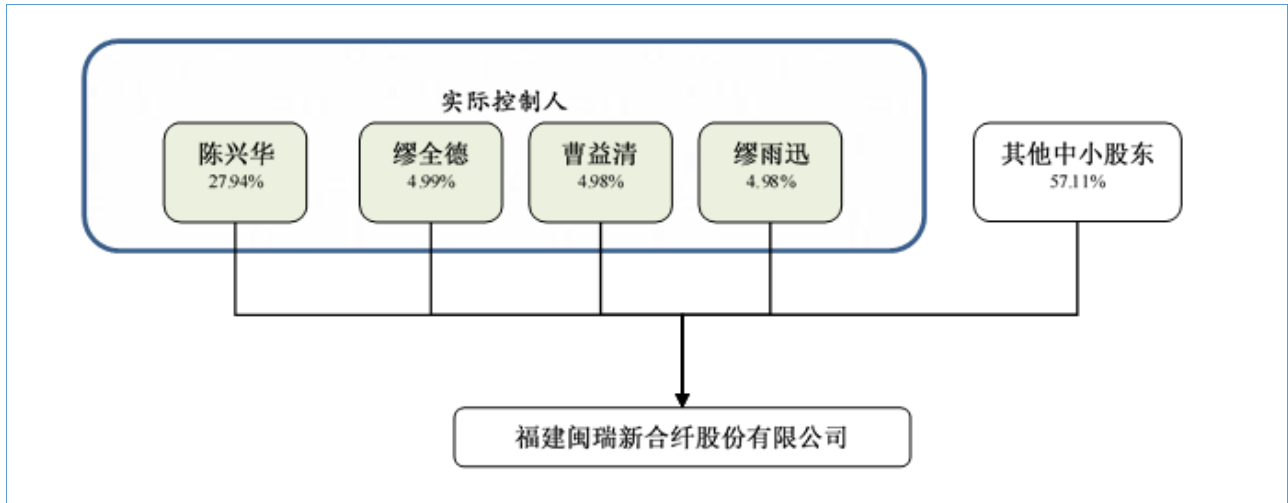 实际控制人
陈兴华
27.94%
缪全德
4.99%
曹益清
4.98%
缪雨迅
4.98%
其他中小股东
57.11%
福建闽瑞新合纤股份有限公司